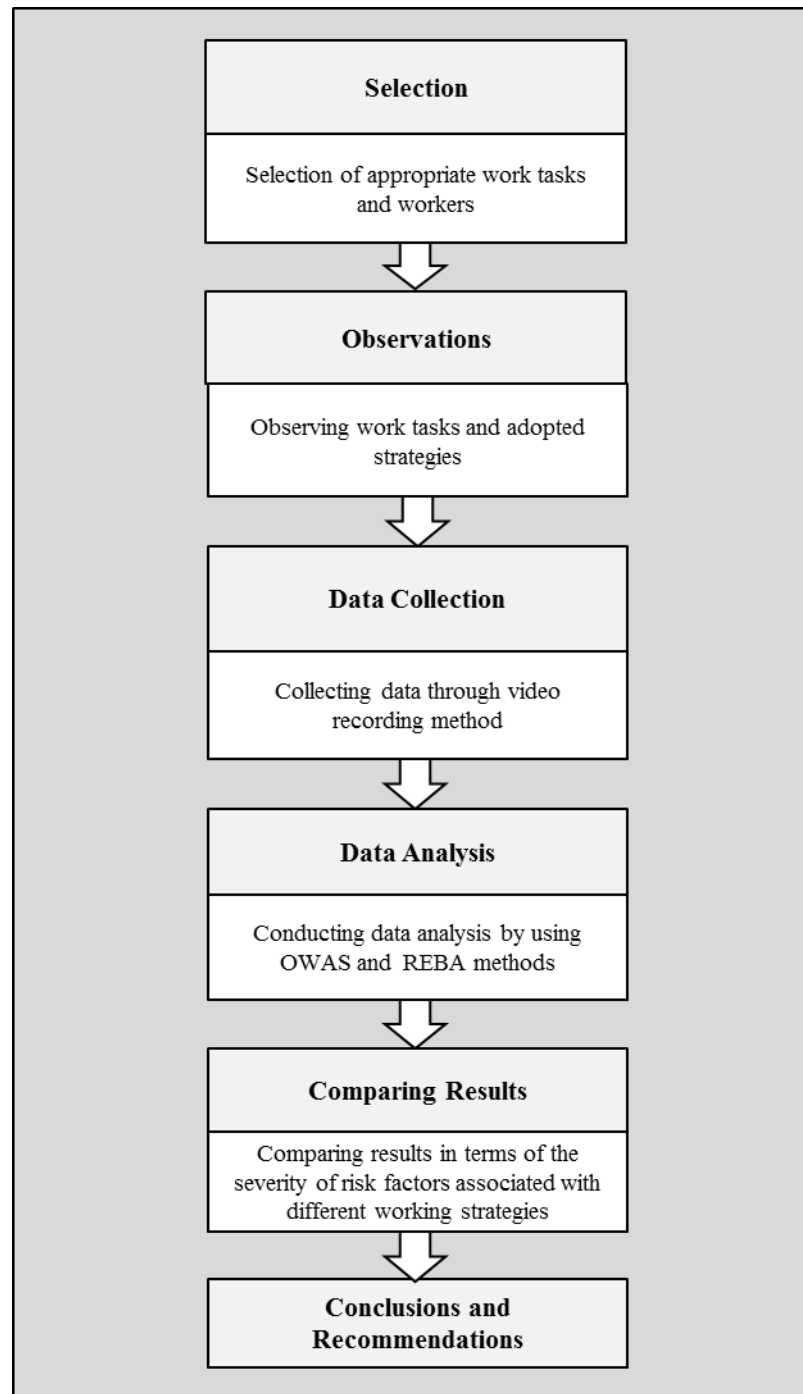 Selection
Selection of appropriate work tasks
and workers
Observations
Observing work tasks and adopted
strategies
Data Collection
Collecting data through video
recording method
Data Analysis
Conducting data analysis by using
OWAS and REBA methods
Comparing Results
Comparing results in terms of the
severity of risk factors associated with
different working strategies
Conclusions and
Recommendations